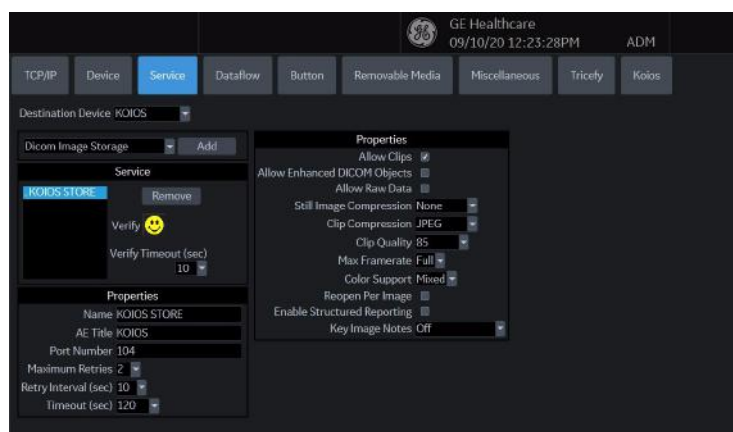 GE Healthcare
09/10/20 12:23:28PM ADM
TCP/IP Device Service Dataflow Button Removable Media Miscellaneous Tricefy Koios
Destination Device KOIOS
Dicom Image Storage Add
Service
KOIOS STORE
Remove
Verify
Verify Timeout (sec)
10
Properties
Name KOIOS STORE
AE Title KOIOS
Port Number 104
Maximum Retries 2
Retry Interval (sec) 10
Timeout (sec) 120
Properties
Allow Clips
Allow Enhanced DICOM Objects
Allow Raw Data
Still Image Compression None
Clip Compression JPEG
Clip Quality 85
Max Framerate Full
Color Support Mixed
Reopen Per Image
Enable Structured Reporting
Key Image Notes Off